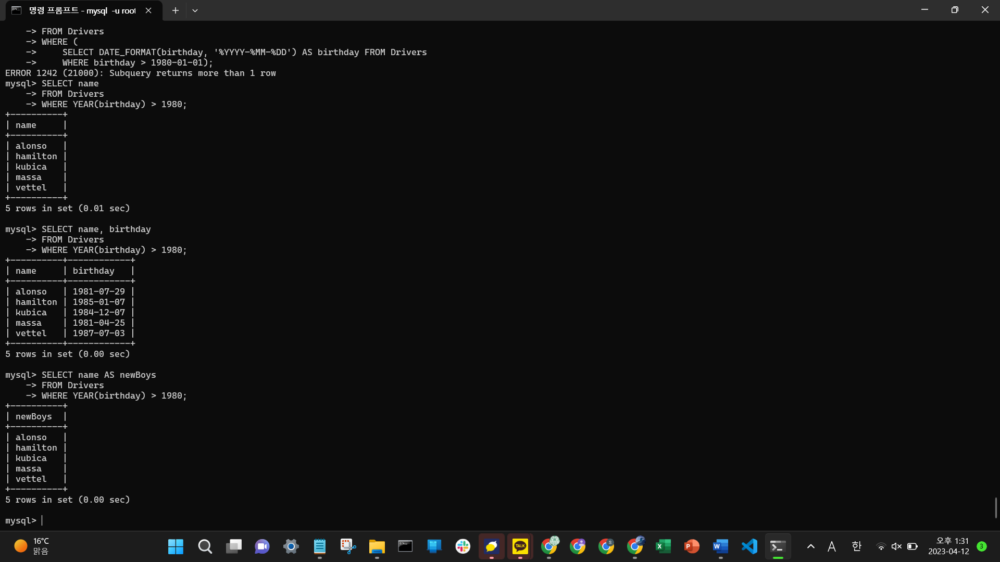 명령 프롬프트 - mysql  -u root
    -> FROM Drivers
    -> WHERE (
    ->     SELECT DATE_FORMAT(birthday, '%YYYY-%MM-%DD') AS birthday FROM Drivers
    ->     WHERE birthday > 1980-01-01);
ERROR 1242 (21000): Subquery returns more than 1 row
mysql> SELECT name
    -> FROM Drivers
    -> WHERE YEAR(birthday) > 1980;
+----------+
| name     |
+----------+
| alonso   |
| hamilton |
| kubica   |
| massa    |
| vettel   |
+----------+
5 rows in set (0.01 sec)
mysql> SELECT name, birthday
    -> FROM Drivers
    -> WHERE YEAR(birthday) > 1980;
+----------+------------+
| name     | birthday   |
+----------+------------+
| alonso   | 1981-07-29 |
| hamilton | 1985-01-07 |
| kubica   | 1984-12-07 |
| massa    | 1981-04-25 |
| vettel   | 1987-07-03 |
+----------+------------+
5 rows in set (0.00 sec)
mysql> SELECT name AS newBoys
    -> FROM Drivers
    -> WHERE YEAR(birthday) > 1980;
+----------+
| newBoys  |
+----------+
| alonso   |
| hamilton |
| kubica   |
| massa    |
| vettel   |
+----------+
5 rows in set (0.00 sec)
mysql>
16°C
맑음
TALK
S
X
P
W
A
한
오후 1:31
2023-04-12
3